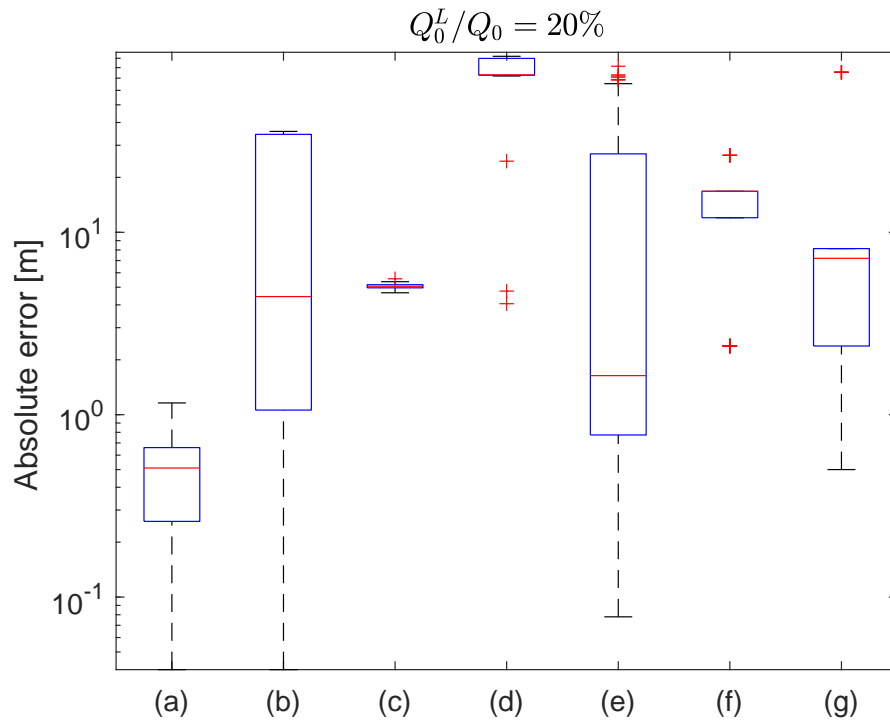 $Q_0^L/Q_0 = 20\%$
Absolute error [m]
10^1
10^0
10^-1
(a) (b) (c) (d) (e) (f) (g)